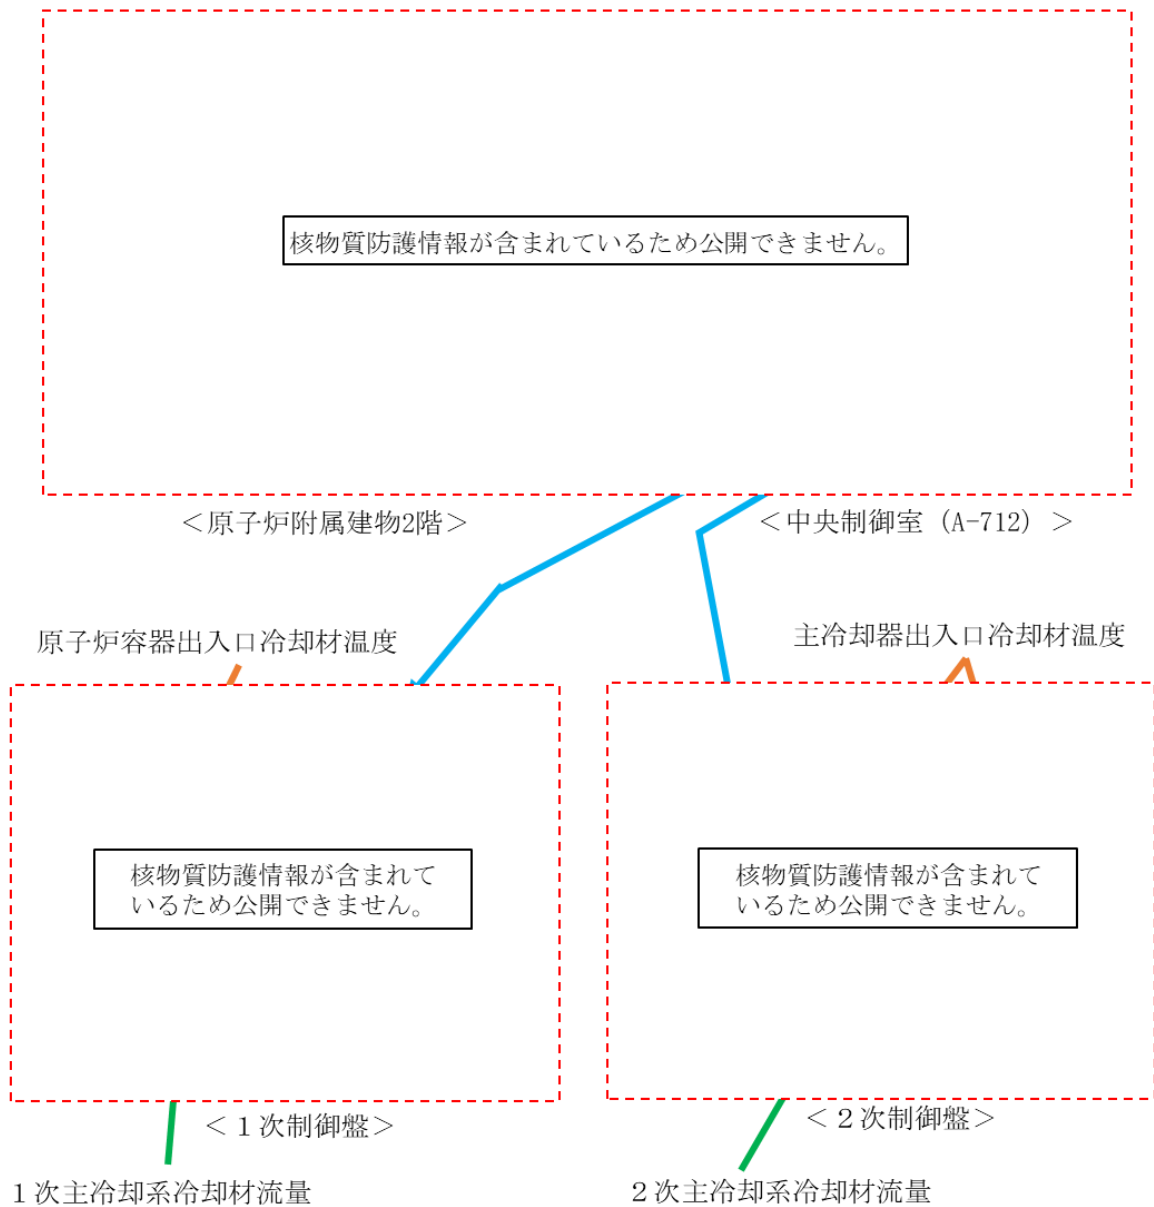 核物質防護情報が含まれているため公開できません。
＜原子炉附属建物2階＞
＜中央制御室（A-712）＞
原子炉容器出入口冷却材温度
主冷却器出入口冷却材温度
核物質防護情報が含まれて
いるため公開できません。
核物質防護情報が含まれて
いるため公開できません。
＜１次制御盤＞
＜２次制御盤＞
１次主冷却系冷却材流量
２次主冷却系冷却材流量